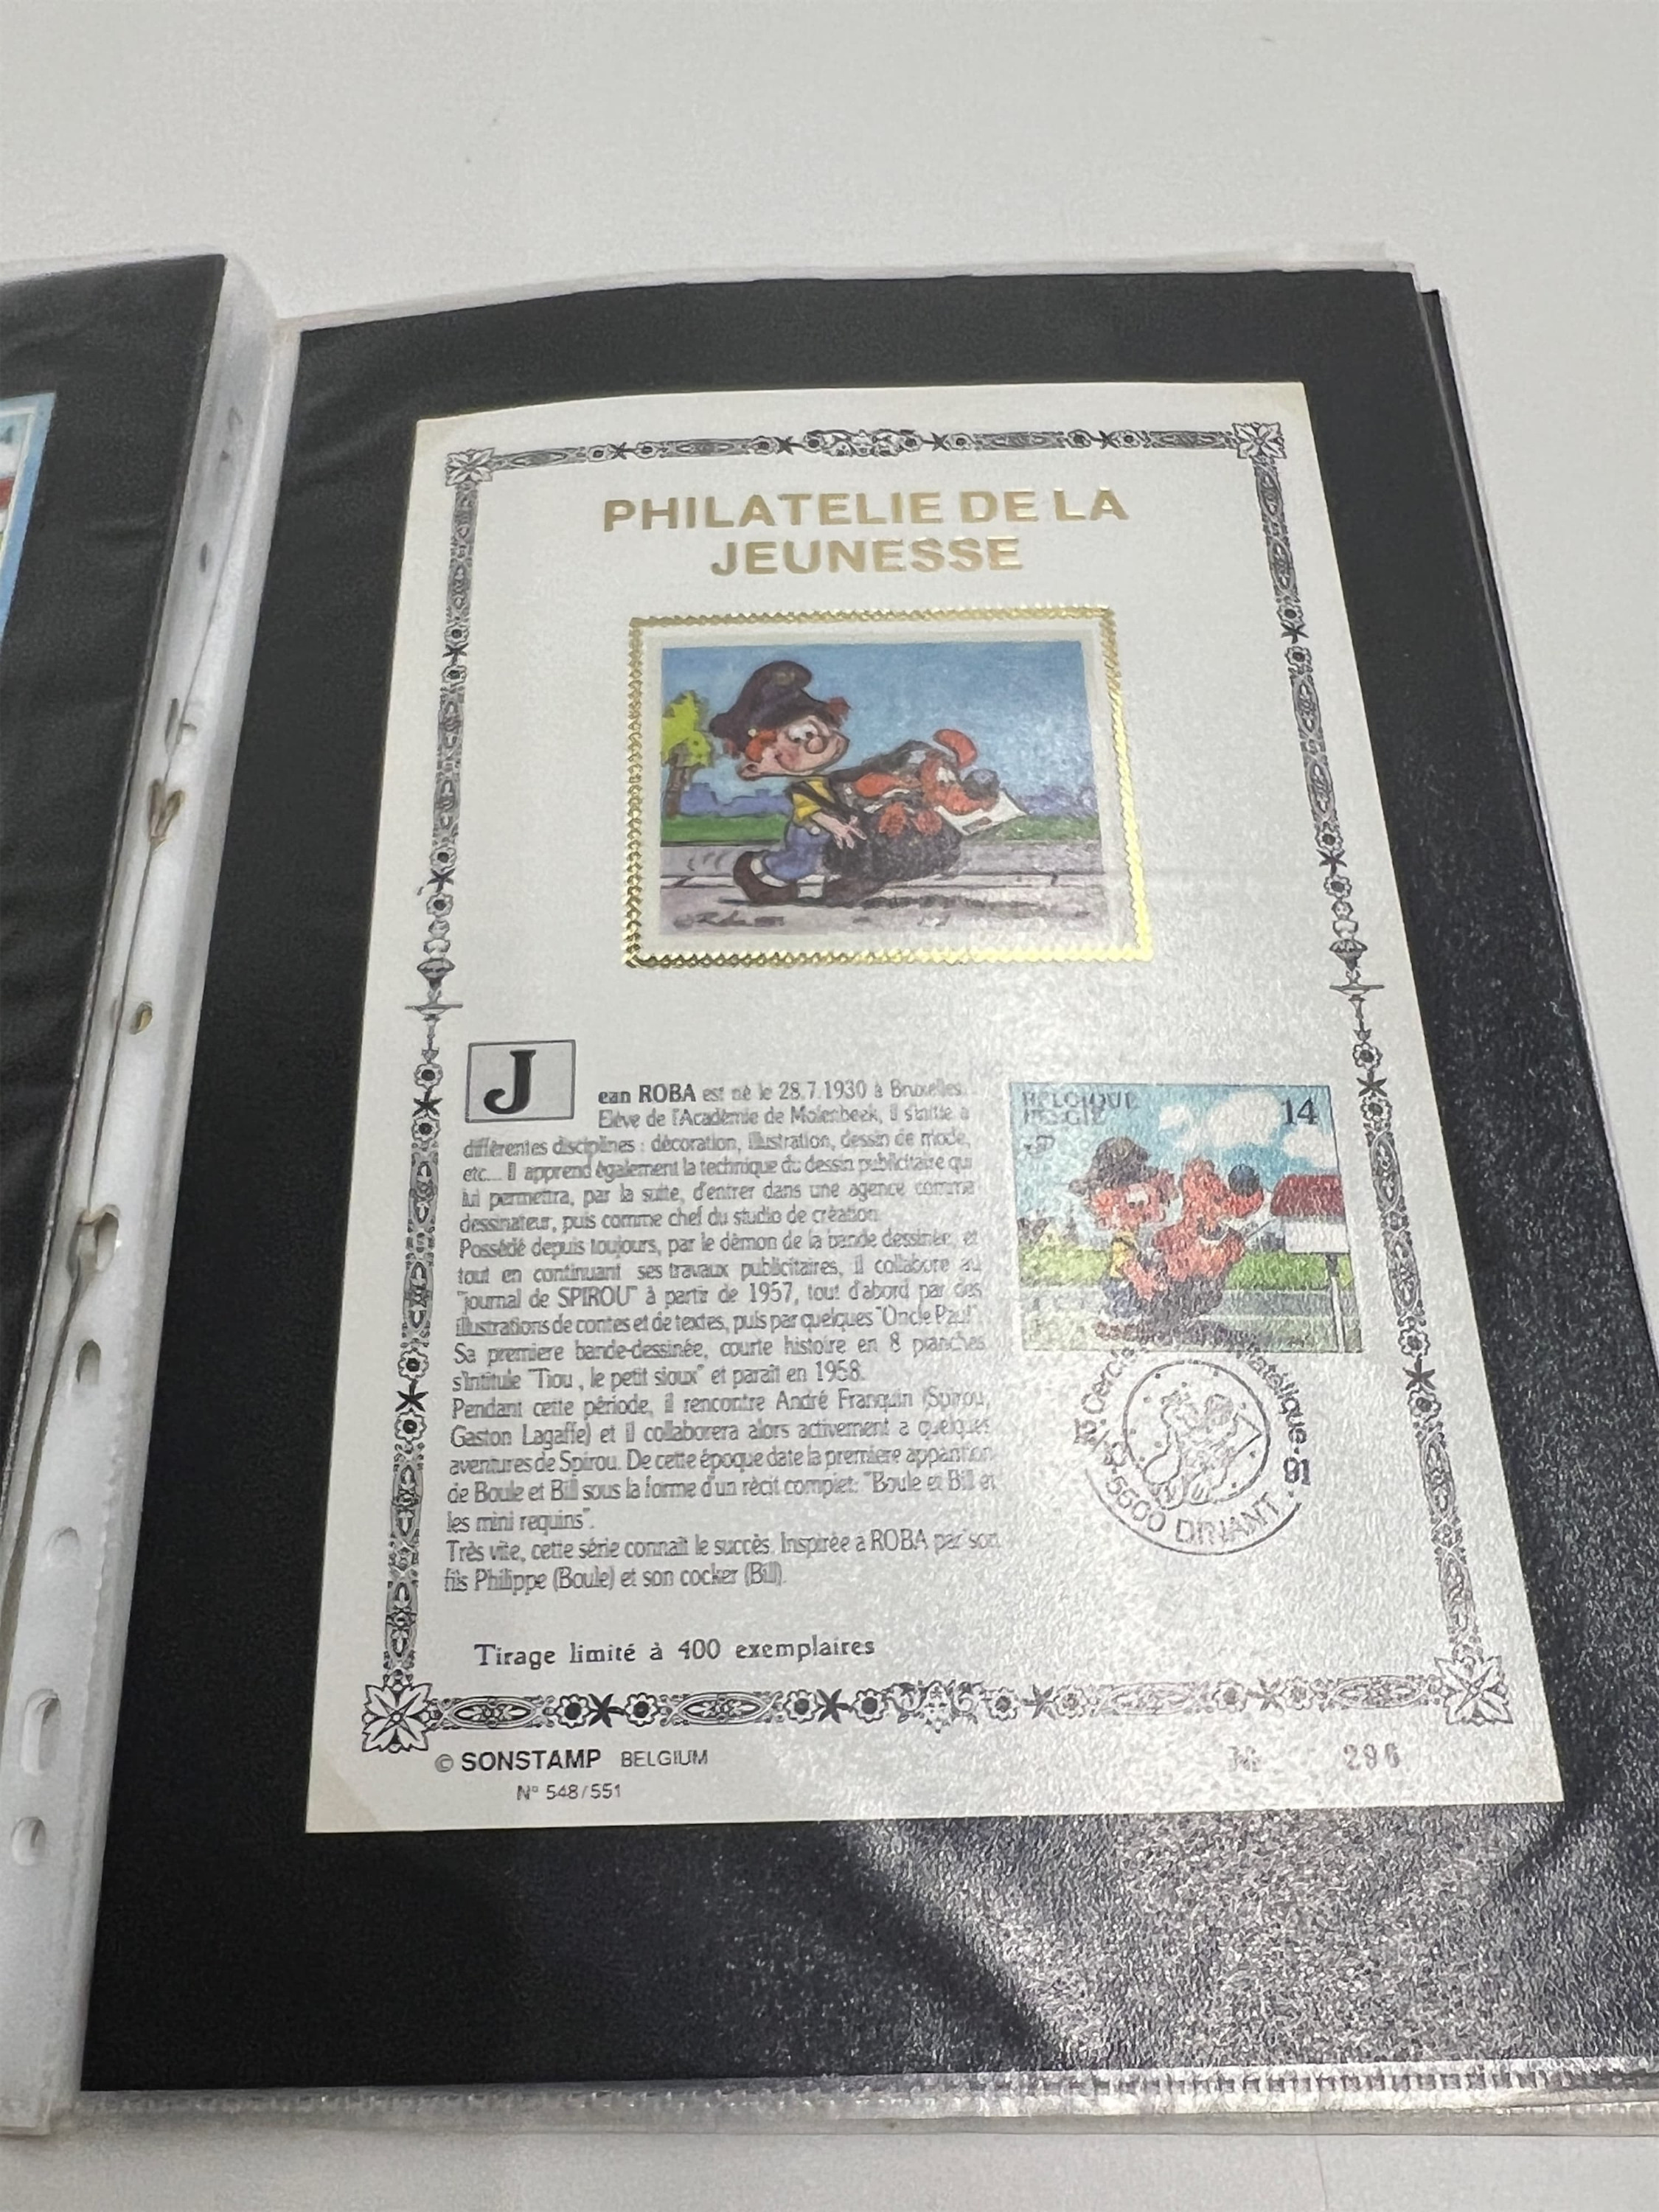 PHILATELIE DE LA
JEUNESSE
Jean ROBA est né le 28.7.1930 à Bruxelles.
Elève de l'Académie de Molenbeek, il s'initie a
différentes disciplines : décoration, illustration, dessin de mode,
etc... Il apprend également la technique du dessin publicitaire qui
lui permettra, par la suite, d'entrer dans une agence comme
dessinateur, puis comme chef du studio de création.
Possédé depuis toujours, par le démon de la bande dessinée, et
tout en continuant ses travaux publicitaires, il collabore au
"journal de SPIROU" à partir de 1957, tout d'abord par des
illustrations de contes et de textes, puis par quelques "Oncle Paul".
Sa premiere bande-dessinée, courte histoire en 8 planches
s'intitule "Tiou, le petit sioux" et paraît en 1958.
Pendant cette période, il rencontre André Franquin (Spirou,
Gaston Lagaffe) et il collaborera alors activement a quelques
aventures de Spirou. De cette époque date la premiere apparition
de Boule et Bill sous la forme d'un récit complet: "Boule et Bill et
les mini requins".
Très vite, cette série connaît le succès. Inspirée a ROBA par son
fils Philippe (Boule) et son cocker (Bill).
BELGIQUE 14
BELGIE
Cercle
5500 DINANT
Tirage limité à 400 exemplaires
© SONSTAMP BELGIUM
N° 548/551
296